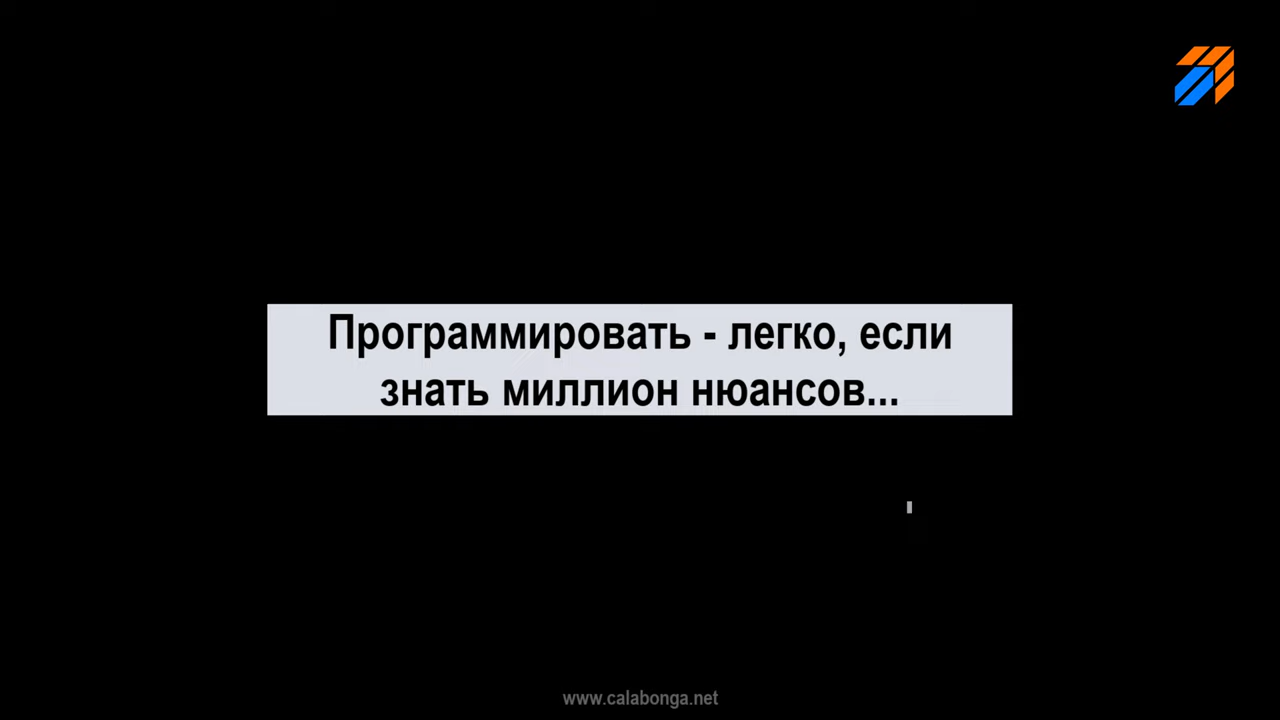 Программировать - легко, если
знать миллион нюансов...
www.calabonga.net